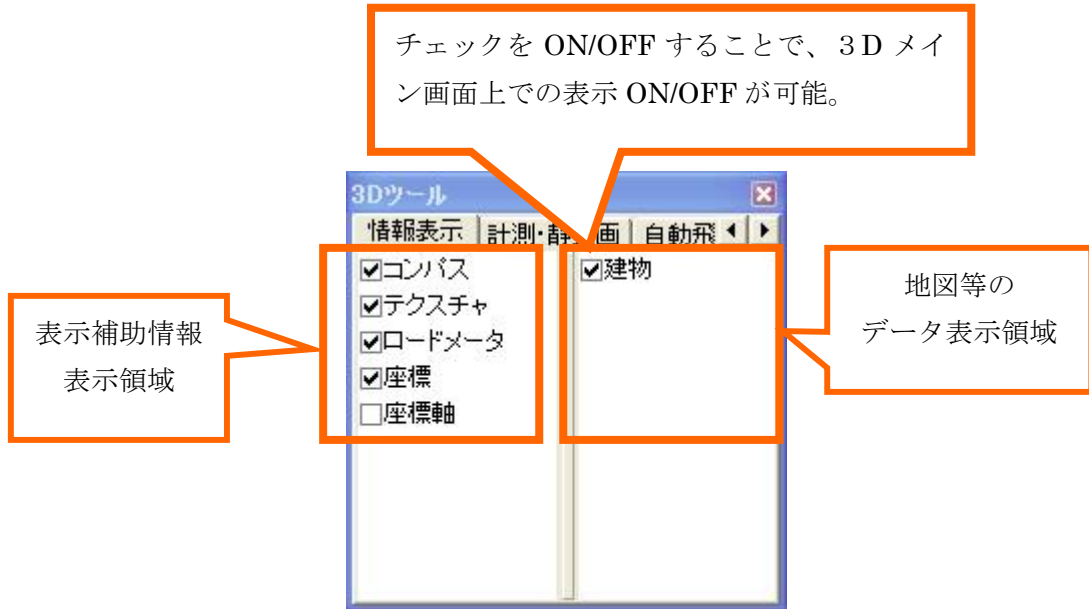 チェックを ON/OFF することで、３D メイ
ン画面上での表示 ON/OFF が可能。
3Dツール
情報表示
計測・静
画
自動飛
コンパス
テクスチャ
ロードメータ
座標
座標軸
建物
表示補助情報
表示領域
地図等の
データ表示領域